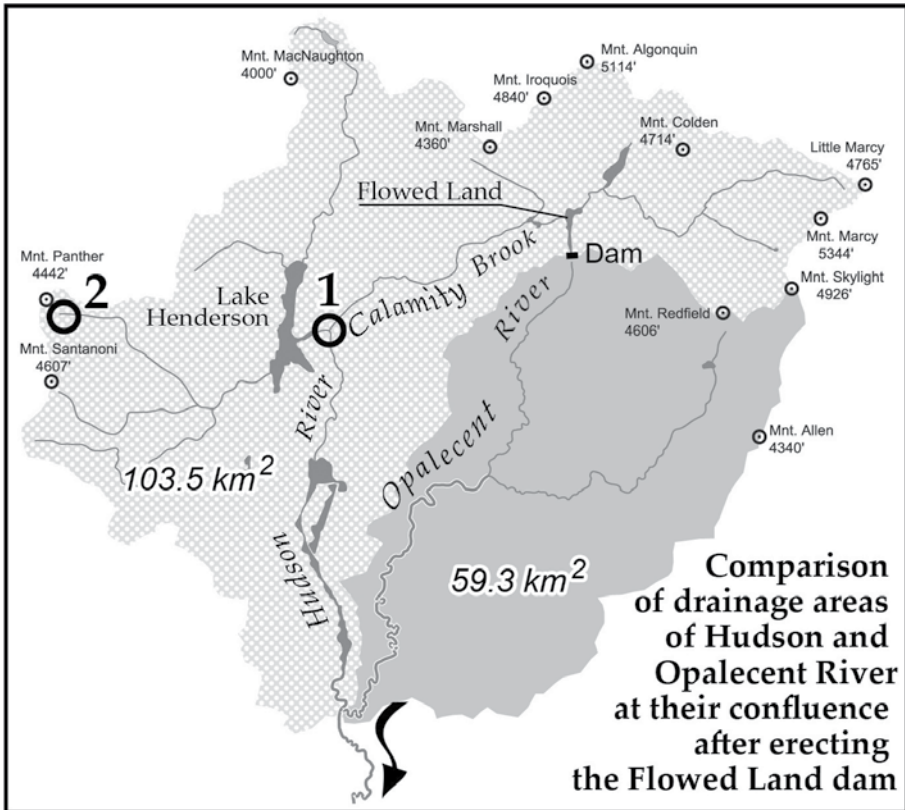 Mnt. MacNaughton
4000'
Mnt. Algonquin
5114'
Mnt. Iroquois
4840'
Mnt. Marshall
4360'
Mnt. Colden
4714'
Little Marcy
4765'
Flowed Land
Mnt. Marcy
5344'
Dam
Mnt. Panther
4442'
2
Lake
Henderson
1
Calamity Brook
Mnt. Skylight
4926'
Mnt. Redfield
4606'
Mnt. Santanoni
4607'
Hudson River
Opalecent River
Mnt. Allen
4340'
103.5 km²
59.3 km²
Comparison
of drainage areas
of Hudson and
Opalecent River
at their confluence
after erecting
the Flowed Land dam